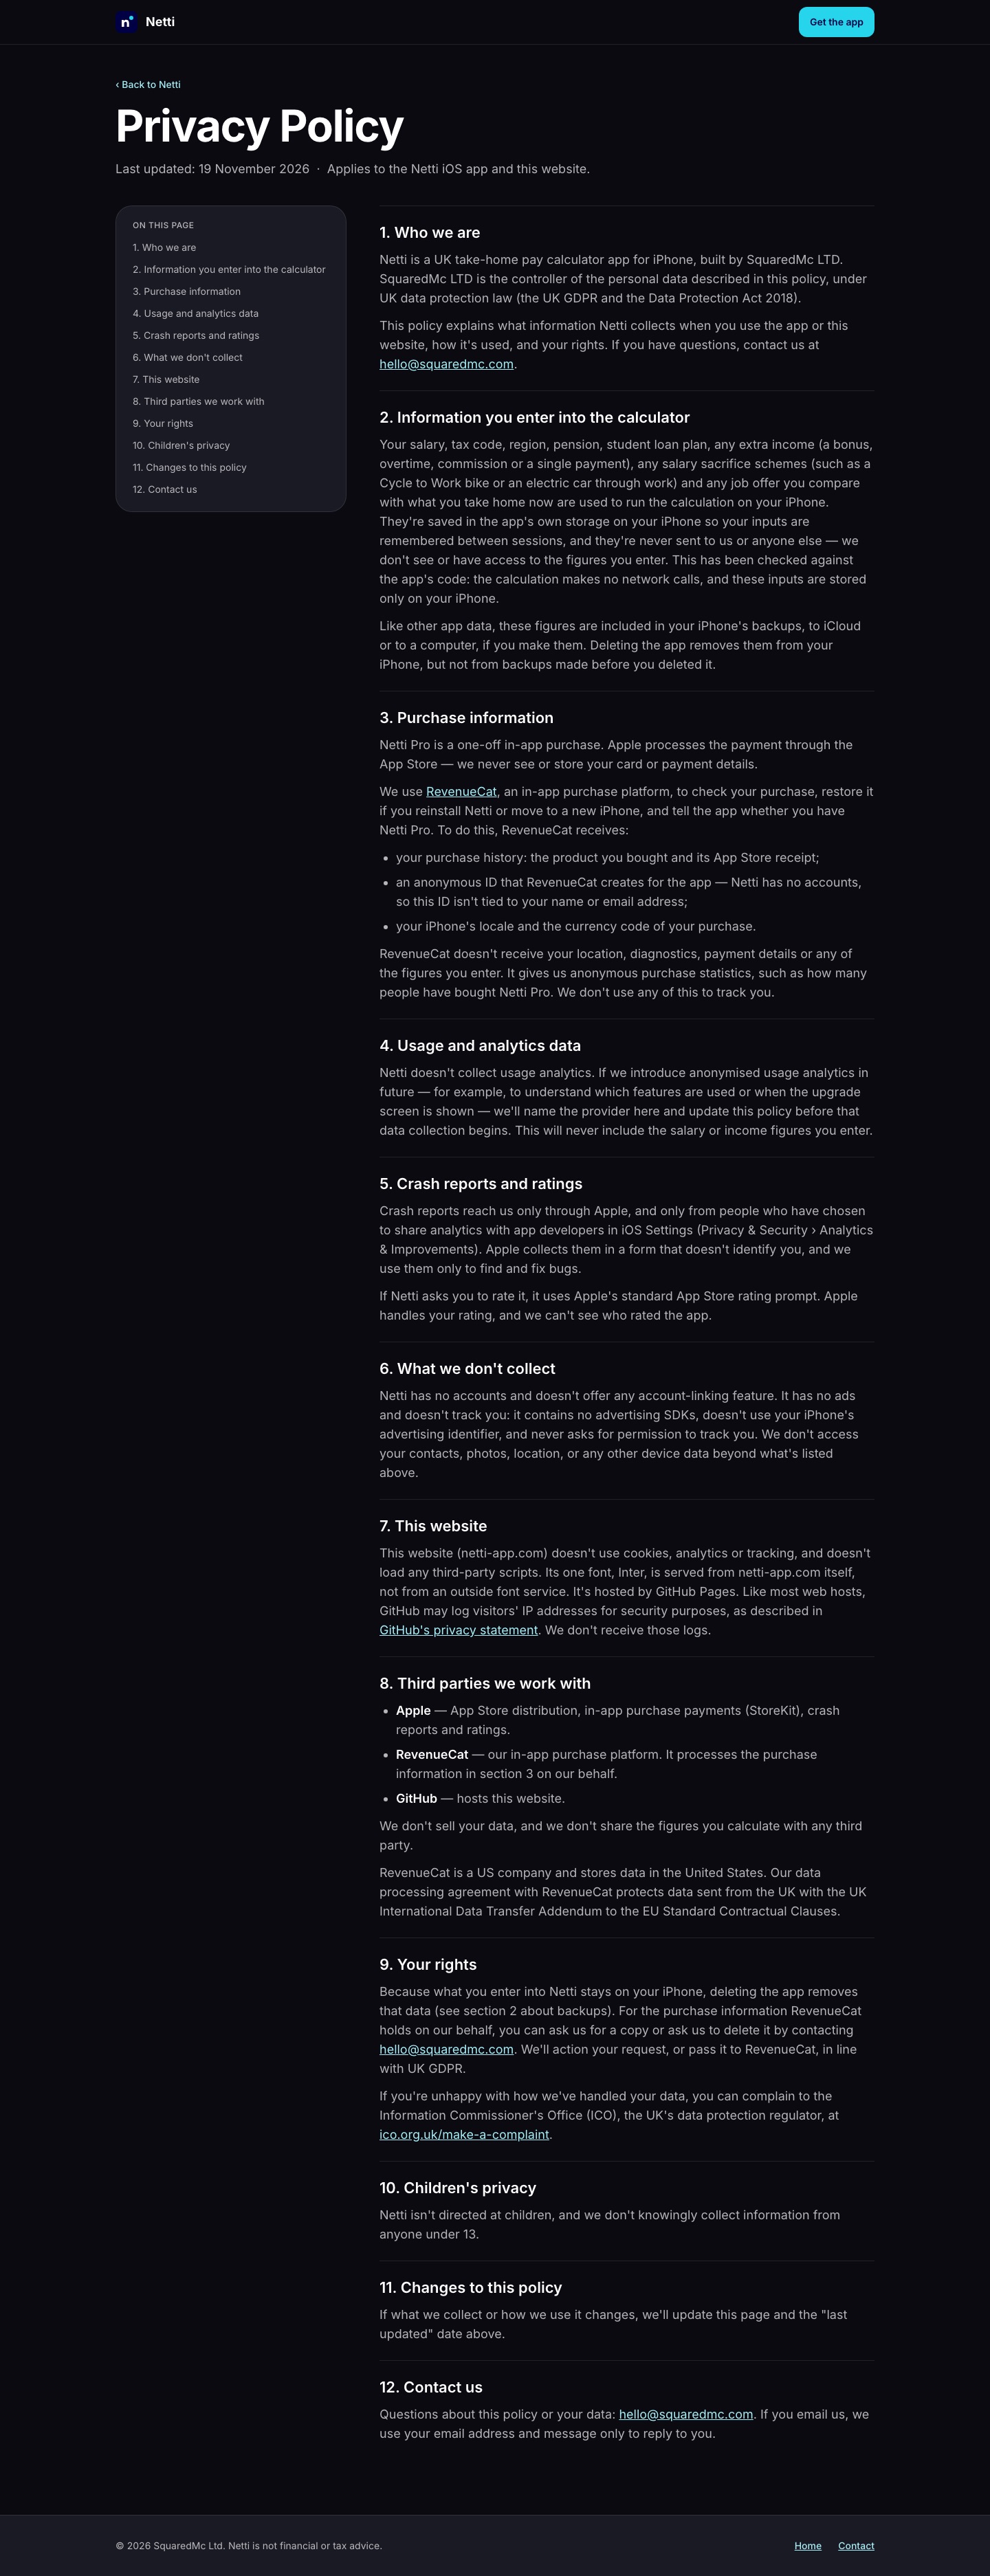 n
Netti
Get the app
‹ Back to Netti
Privacy Policy
Last updated: 19 November 2026 · Applies to the Netti iOS app and this website.
ON THIS PAGE
1. Who we are
2. Information you enter into the calculator
3. Purchase information
4. Usage and analytics data
5. Crash reports and ratings
6. What we don't collect
7. This website
8. Third parties we work with
9. Your rights
10. Children's privacy
11. Changes to this policy
12. Contact us
1. Who we are
Netti is a UK take-home pay calculator app for iPhone, built by SquaredMc LTD.
SquaredMc LTD is the controller of the personal data described in this policy, under
UK data protection law (the UK GDPR and the Data Protection Act 2018).
This policy explains what information Netti collects when you use the app or this
website, how it's used, and your rights. If you have questions, contact us at
hello@squaredmc.com.
2. Information you enter into the calculator
Your salary, tax code, region, pension, student loan plan, any extra income (a bonus,
overtime, commission or a single payment), any salary sacrifice schemes (such as a
Cycle to Work bike or an electric car through work) and any job offer you compare
with what you take home now are used to run the calculation on your iPhone.
They're saved in the app's own storage on your iPhone so your inputs are
remembered between sessions, and they're never sent to us or anyone else — we
don't see or have access to the figures you enter. This has been checked against
the app's code: the calculation makes no network calls, and these inputs are stored
only on your iPhone.
Like other app data, these figures are included in your iPhone's backups, to iCloud
or to a computer, if you make them. Deleting the app removes them from your
iPhone, but not from backups made before you deleted it.
3. Purchase information
Netti Pro is a one-off in-app purchase. Apple processes the payment through the
App Store — we never see or store your card or payment details.
We use RevenueCat, an in-app purchase platform, to check your purchase, restore it
if you reinstall Netti or move to a new iPhone, and tell the app whether you have
Netti Pro. To do this, RevenueCat receives:
• your purchase history: the product you bought and its App Store receipt;
• an anonymous ID that RevenueCat creates for the app — Netti has no accounts,
so this ID isn't tied to your name or email address;
• your iPhone's locale and the currency code of your purchase.
RevenueCat doesn't receive your location, diagnostics, payment details or any of
the figures you enter. It gives us anonymous purchase statistics, such as how many
people have bought Netti Pro. We don't use any of this to track you.
4. Usage and analytics data
Netti doesn't collect usage analytics. If we introduce anonymised usage analytics in
future — for example, to understand which features are used or when the upgrade
screen is shown — we'll name the provider here and update this policy before that
data collection begins. This will never include the salary or income figures you enter.
5. Crash reports and ratings
Crash reports reach us only through Apple, and only from people who have chosen
to share analytics with app developers in iOS Settings (Privacy & Security › Analytics
& Improvements). Apple collects them in a form that doesn't identify you, and we
use them only to find and fix bugs.
If Netti asks you to rate it, it uses Apple's standard App Store rating prompt. Apple
handles your rating, and we can't see who rated the app.
6. What we don't collect
Netti has no accounts and doesn't offer any account-linking feature. It has no ads
and doesn't track you: it contains no advertising SDKs, doesn't use your iPhone's
advertising identifier, and never asks for permission to track you. We don't access
your contacts, photos, location, or any other device data beyond what's listed
above.
7. This website
This website (netti-app.com) doesn't use cookies, analytics or tracking, and doesn't
load any third-party scripts. Its one font, Inter, is served from netti-app.com itself,
not from an outside font service. It's hosted by GitHub Pages. Like most web hosts,
GitHub may log visitors' IP addresses for security purposes, as described in
GitHub's privacy statement. We don't receive those logs.
8. Third parties we work with
• Apple — App Store distribution, in-app purchase payments (StoreKit), crash
reports and ratings.
• RevenueCat — our in-app purchase platform. It processes the purchase
information in section 3 on our behalf.
• GitHub — hosts this website.
We don't sell your data, and we don't share the figures you calculate with any third
party.
RevenueCat is a US company and stores data in the United States. Our data
processing agreement with RevenueCat protects data sent from the UK with the UK
International Data Transfer Addendum to the EU Standard Contractual Clauses.
9. Your rights
Because what you enter into Netti stays on your iPhone, deleting the app removes
that data (see section 2 about backups). For the purchase information RevenueCat
holds on our behalf, you can ask us for a copy or ask us to delete it by contacting
hello@squaredmc.com. We'll action your request, or pass it to RevenueCat, in line
with UK GDPR.
If you're unhappy with how we've handled your data, you can complain to the
Information Commissioner's Office (ICO), the UK's data protection regulator, at
ico.org.uk/make-a-complaint.
10. Children's privacy
Netti isn't directed at children, and we don't knowingly collect information from
anyone under 13.
11. Changes to this policy
If what we collect or how we use it changes, we'll update this page and the "last
updated" date above.
12. Contact us
Questions about this policy or your data: hello@squaredmc.com. If you email us, we
use your email address and message only to reply to you.
© 2026 SquaredMc Ltd. Netti is not financial or tax advice.
Home
Contact